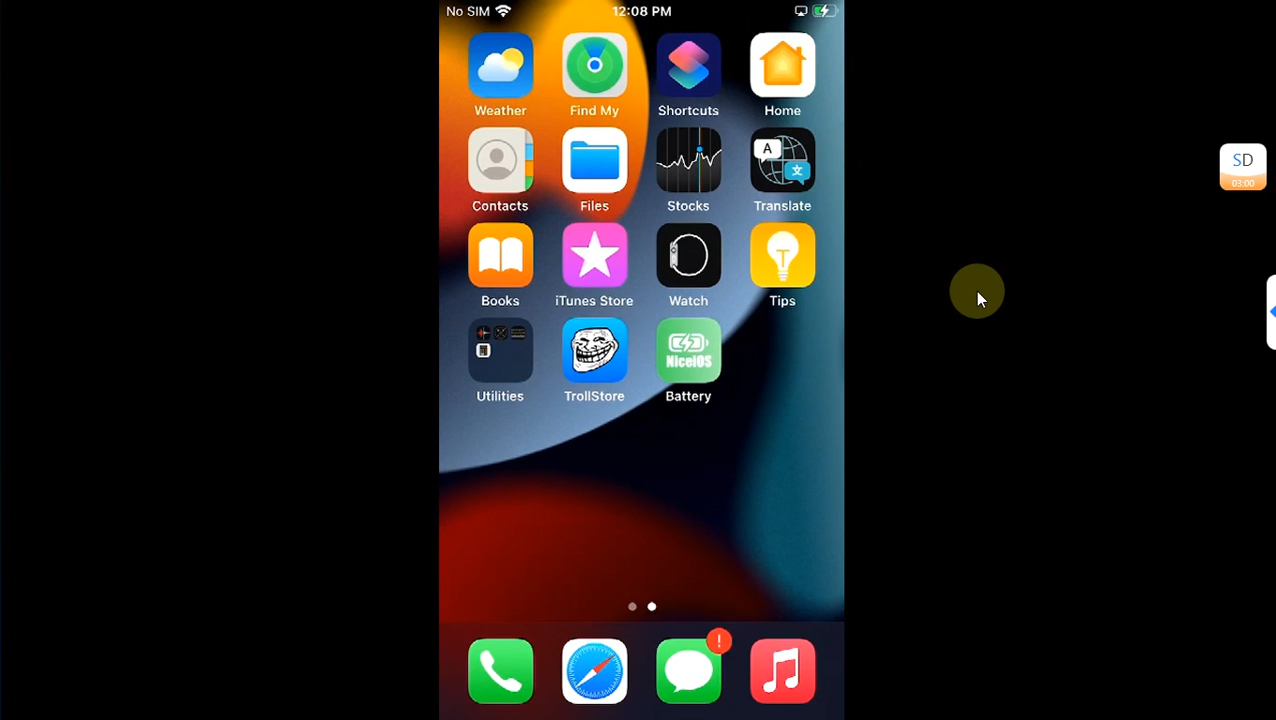 No SIM 12:08 PM
Weather Find My Shortcuts Home
A 文
Contacts Files Stocks Translate
T
NiceiOS
Books iTunes Store Watch Tips
Utilities TrollStore Battery
!
SD
03:00